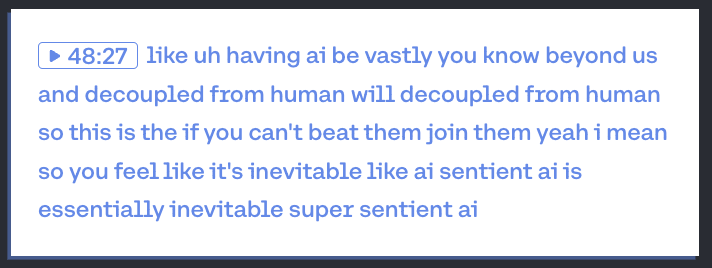 48:27 like uh having ai be vastly you know beyond us
and decoupled from human will decoupled from human
so this is the if you can't beat them join them yeah i mean
so you feel like it's inevitable like ai sentient ai is
essentially inevitable super sentient ai